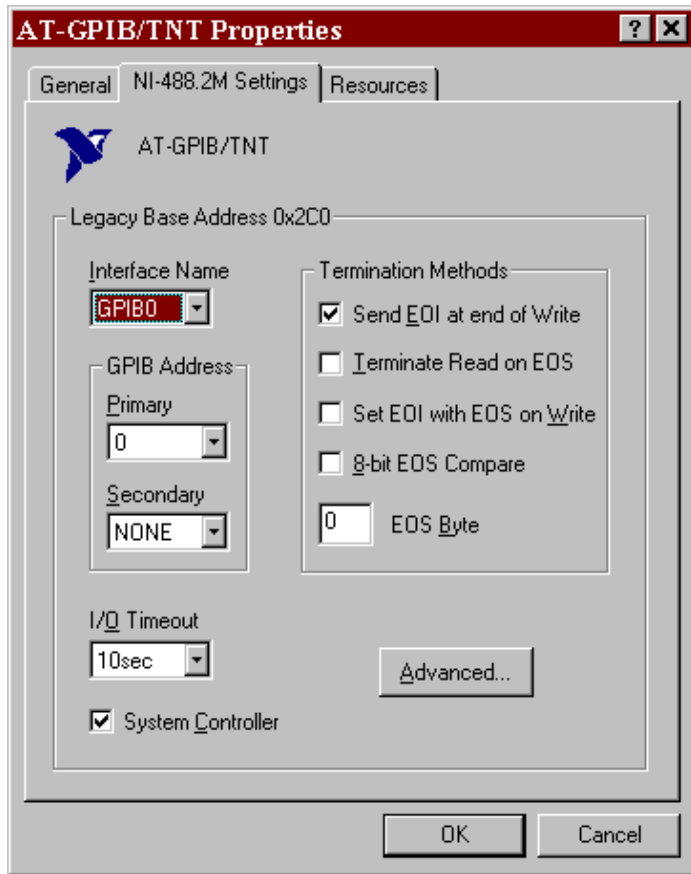 AT-GPIB/TNT Properties
General NI-488.2M Settings Resources
AT-GPIB/TNT
Legacy Base Address 0x2C0
Interface Name
GPIB0
GPIB Address
Primary
0
Secondary
NONE
Termination Methods
Send EOI at end of Write
Terminate Read on EOS
Set EOI with EOS on Write
8-bit EOS Compare
0 EOS Byte
I/O Timeout
10sec
System Controller
Advanced...
OK Cancel